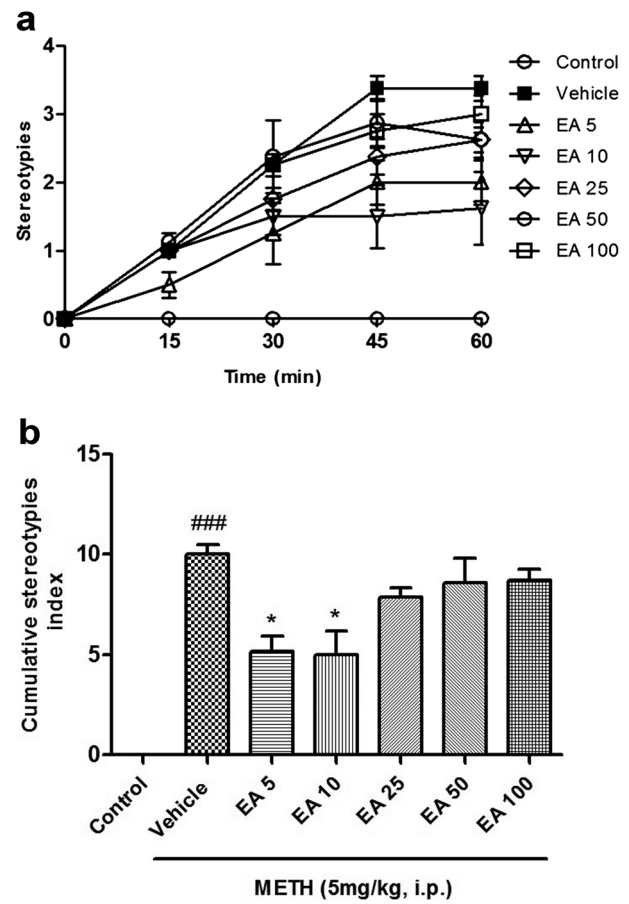 a
Stereotypies
4
3
2
1
0
0 15 30 45 60
Time (min)
Control
Vehicle
EA 5
EA 10
EA 25
EA 50
EA 100
b
Cumulative stereotypies
index
15
10
5
0
###
*
*
Control
Vehicle
EA 5
EA 10
EA 25
EA 50
EA 100
METH (5mg/kg, i.p.)